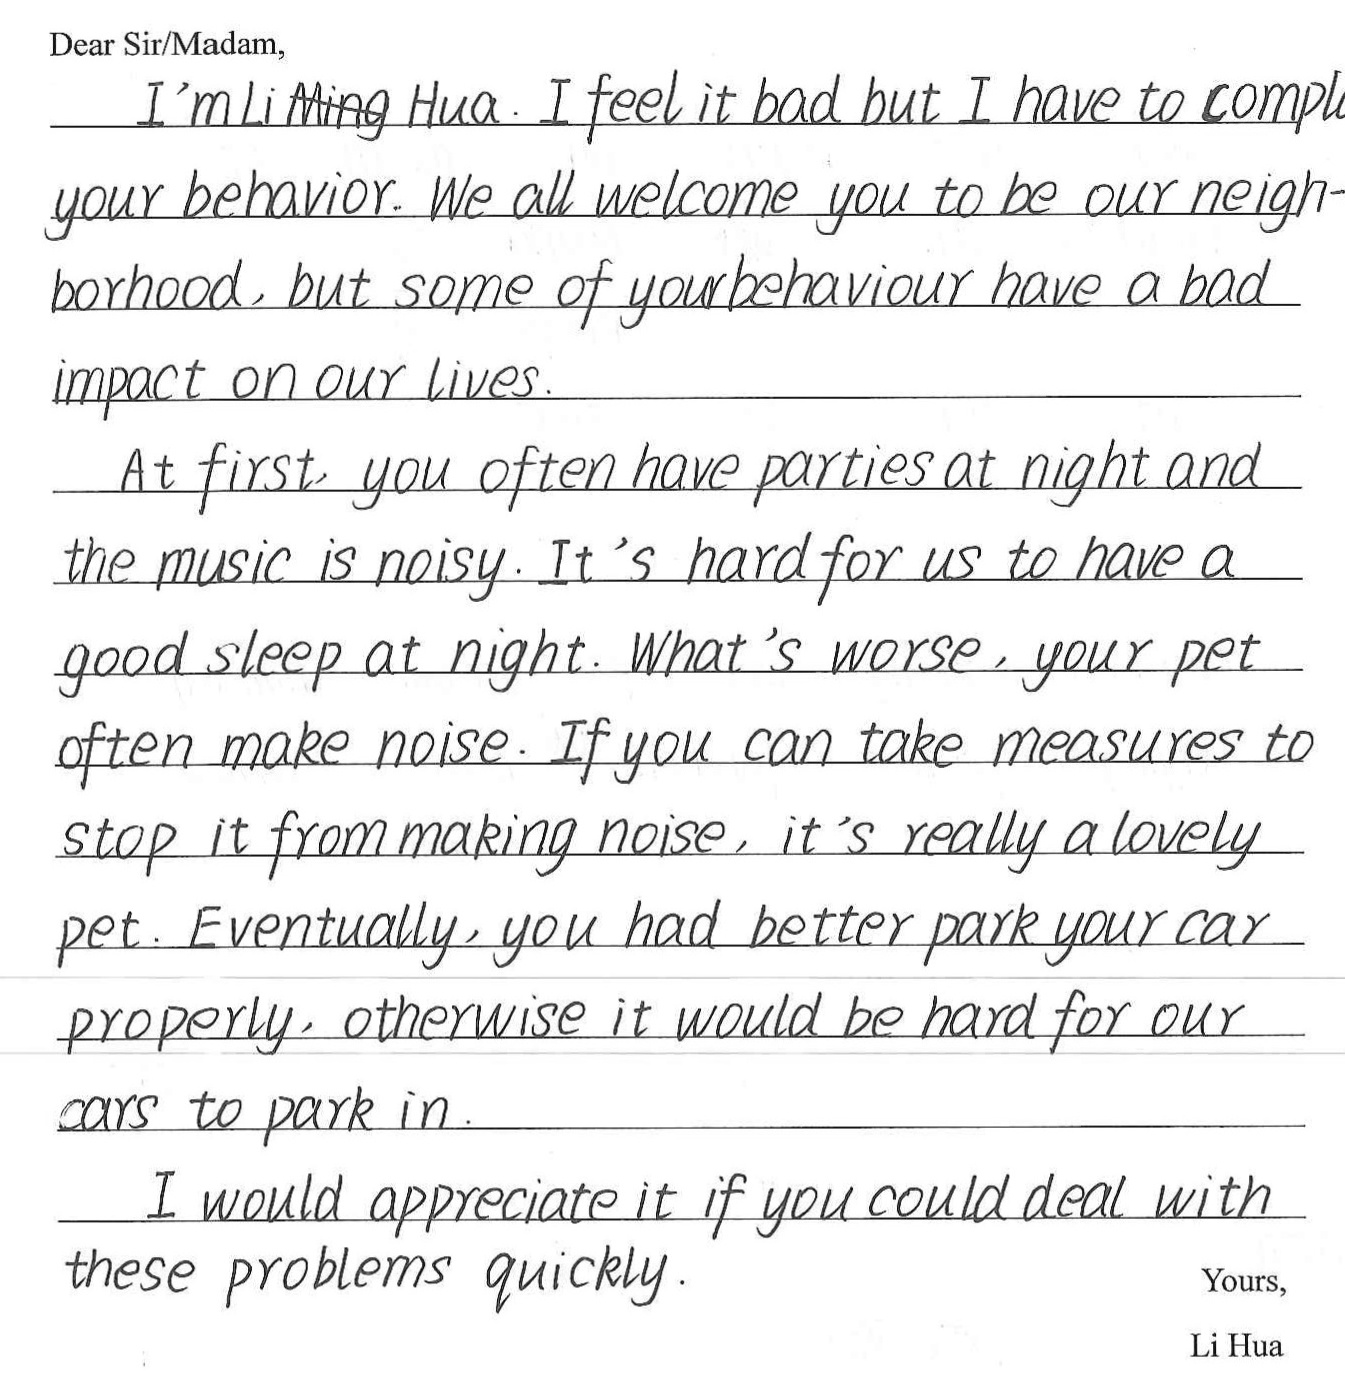 Dear Sir/Madam,
I'm Li Ming Hua. I feel it bad but I have to
your behavior. We all welcome you to be our neigh-
borhood, but some of your behaviour have a bad
impact on our lives.
At first, you often have parties at night and
the music is noisy. It's hard for us to have a
good sleep at night. What's worse, your pet
often make noise. If you can take measures to
stop it from making noise, it's really a lovely
pet. Eventually, you had better park your car
properly, otherwise it would be hard for our
cars to park in.
I would appreciate it if you could deal with
these problems quickly.
Yours,
Li Hua